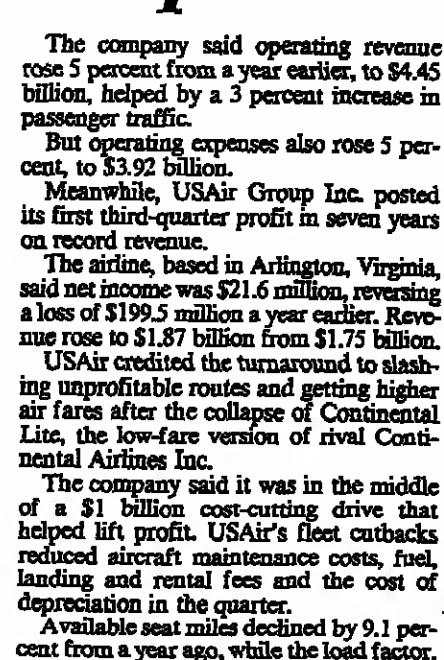 The company said operating revenue
rose 5 percent from a year earlier, to $4.45
billion, helped by a 3 percent increase in
passenger traffic.
But operating expenses also rose 5 per-
cent, to $3.92 billion.
Meanwhile, USAir Group Inc. posted
its first third-quarter profit in seven years
on record revenue.
The airline, based in Arlington, Virginia,
said net income was $21.6 million, reversing
a loss of $199.5 million a year earlier. Reve-
nue rose to $1.87 billion from $1.75 billion.
USAir credited the turnaround to slash-
ing unprofitable routes and getting higher
air fares after the collapse of Continental
Lite, the low-fare version of rival Conti-
nental Airlines Inc.
The company said it was in the middle
of a $1 billion cost-cutting drive that
helped lift profit. USAir's fleet cutbacks
reduced aircraft maintenance costs, fuel,
landing and rental fees and the cost of
depreciation in the quarter.
Available seat miles declined by 9.1 per-
cent from a year ago, while the load factor,